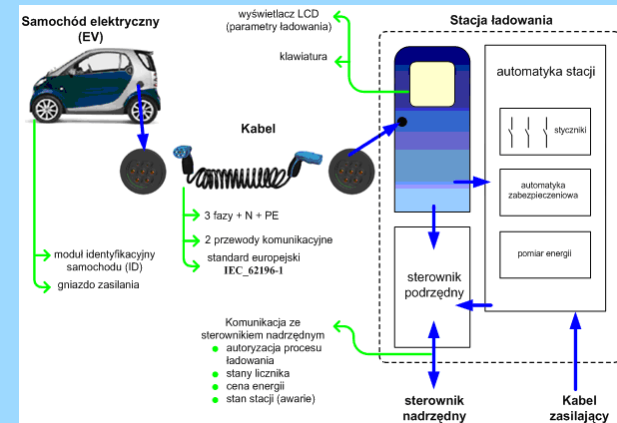 Samochód elektryczny
(EV)
wyświetlacz LCD
(parametry ładowania)
klawiatura
Stacja ładowania
automatyka stacji
styczniki
automatyka
zabezpieczeniowa
pomiar energii
Kabel
3 fazy + N + PE
2 przewody komunikacyjne
standard europejski
IEC_62196-1
moduł identyfikacyjny
samochodu (ID)
gniazdo zasilania
sterownik
podrzędny
Komunikacja ze
sterownikiem nadrzędnym
autoryzacja procesu
ładowania
stany licznika
cena energii
stan stacji (awarie)
sterownik
nadrzędny
Kabel
zasilający